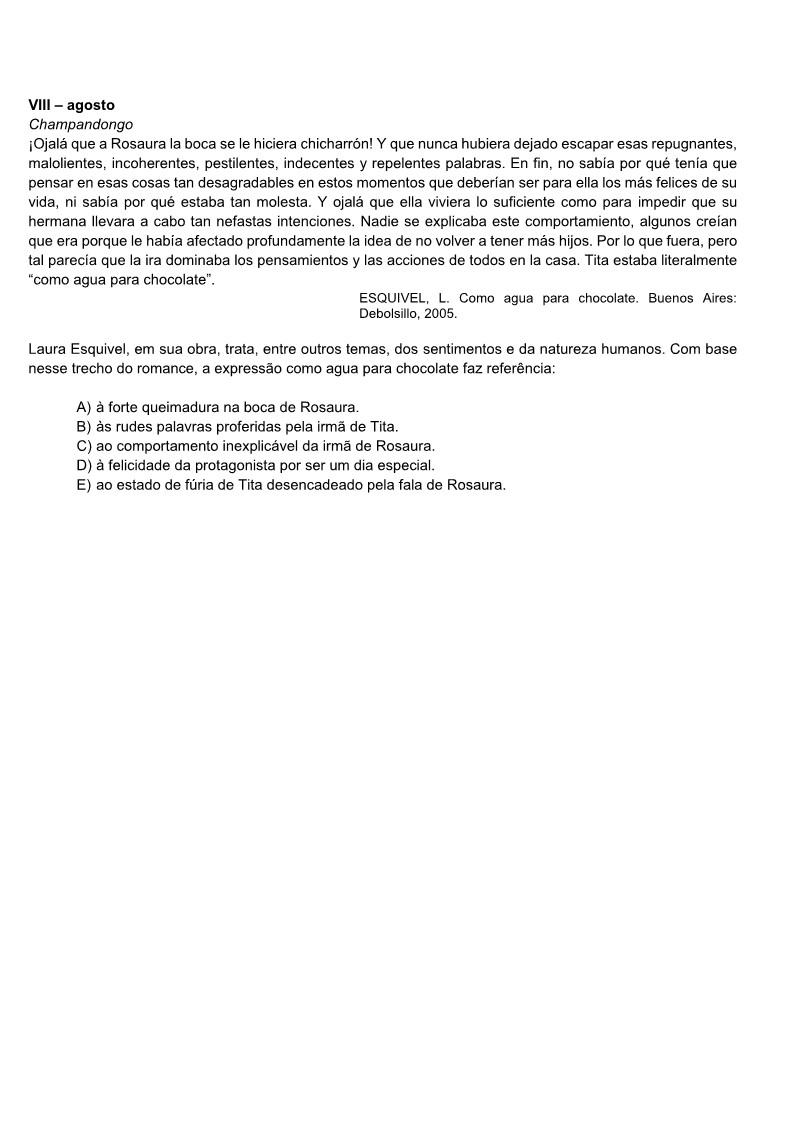 VIII – agosto
Champandongo
¡Ojalá que a Rosaura la boca se le hiciera chicharrón! Y que nunca hubiera dejado escapar esas repugnantes,
malolientes, incoherentes, pestilentes, indecentes y repelentes palabras. En fin, no sabía por qué tenía que
pensar en esas cosas tan desagradables en estos momentos que deberían ser para ella los más felices de su
vida, ni sabía por qué estaba tan molesta. Y ojalá que ella viviera lo suficiente como para impedir que su
hermana llevara a cabo tan nefastas intenciones. Nadie se explicaba este comportamiento, algunos creían
que era porque le había afectado profundamente la idea de no volver a tener más hijos. Por lo que fuera, pero
tal parecía que la ira dominaba los pensamientos y las acciones de todos en la casa. Tita estaba literalmente
“como agua para chocolate”.
ESQUIVEL, L. Como agua para chocolate. Buenos Aires:
Debolsillo, 2005.
Laura Esquivel, em sua obra, trata, entre outros temas, dos sentimentos e da natureza humanos. Com base
nesse trecho do romance, a expressão como agua para chocolate faz referência:
A) à forte queimadura na boca de Rosaura.
B) às rudes palavras proferidas pela irmã de Tita.
C) ao comportamento inexplicável da irmã de Rosaura.
D) à felicidade da protagonista por ser um dia especial.
E) ao estado de fúria de Tita desencadeado pela fala de Rosaura.